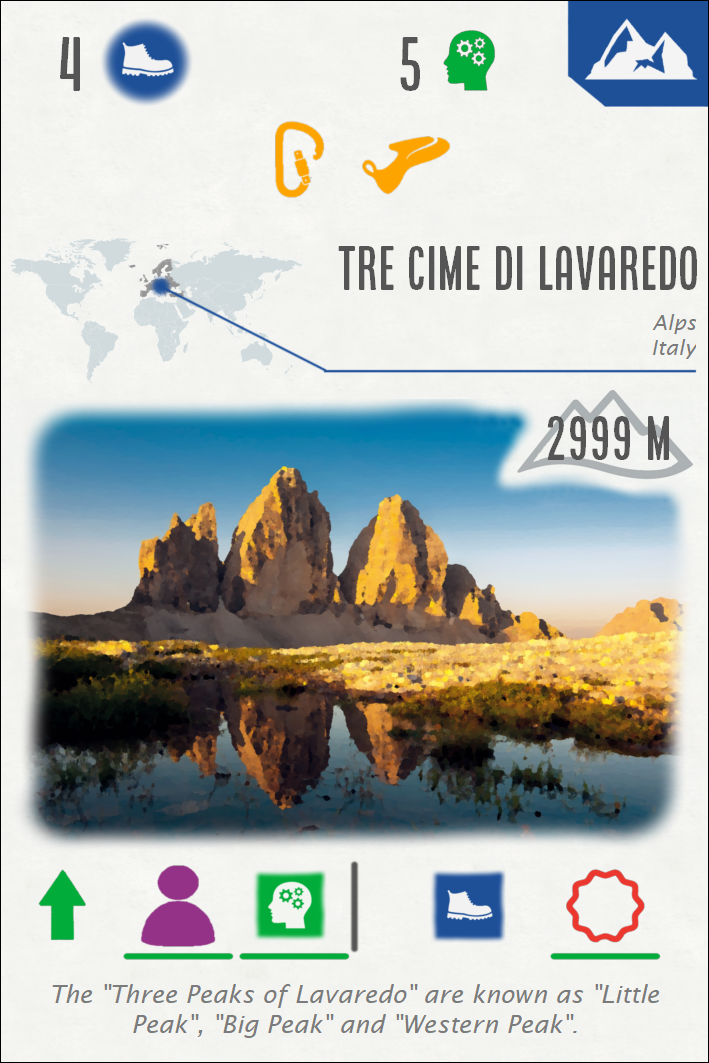 4 5
TRE CIME DI LAVAREDO
Alps
Italy
2999 M
The "Three Peaks of Lavaredo" are known as "Little
Peak", "Big Peak" and "Western Peak".